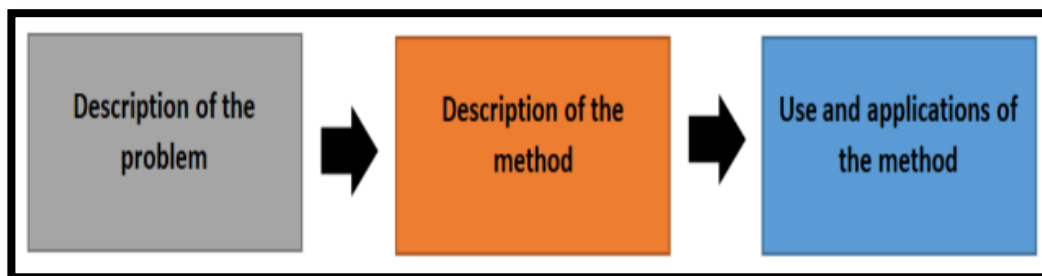 Description of the
problem
Description of the
method
Use and applications of
the method